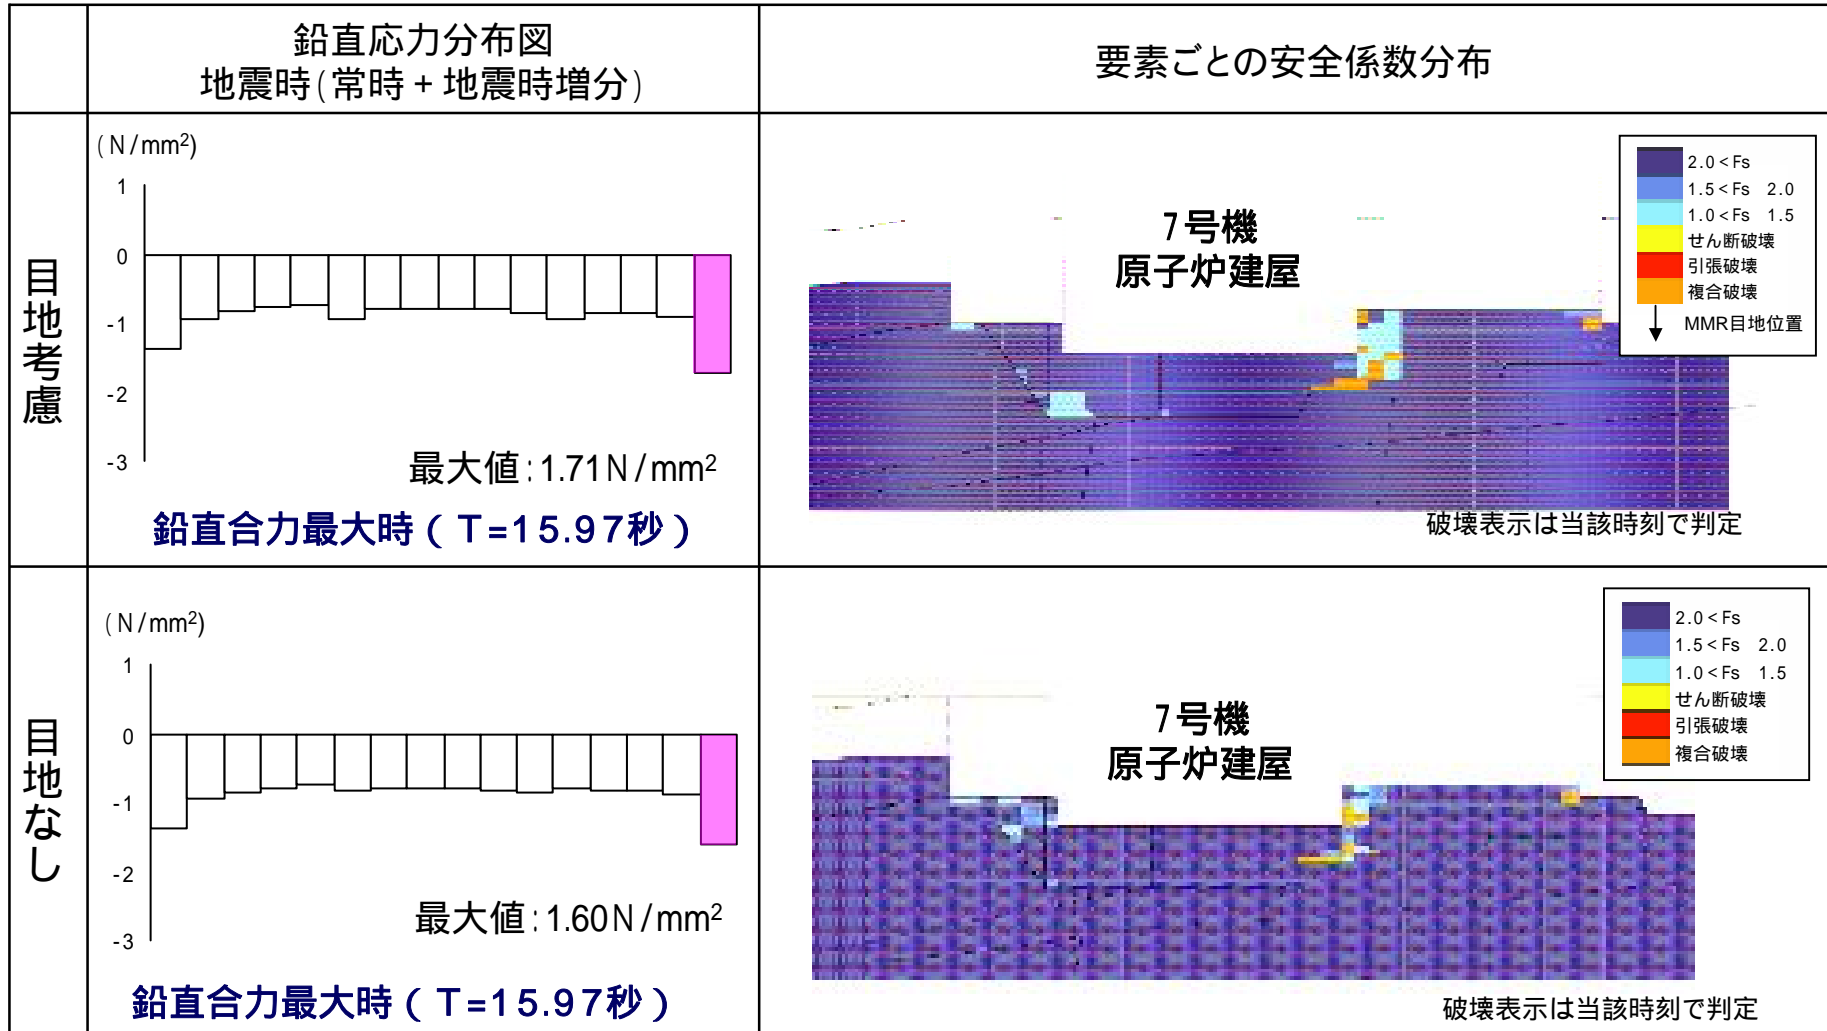 鉛直応力分布図
地震時(常時+地震時増分)
要素ごとの安全係数分布
目地考慮
(N/mm²)
1
0
-1
-2
-3
最大値:1.71N/mm²
鉛直合力最大時(T=15.97秒)
7号機
原子炉建屋
2.0<Fs
1.5<Fs 2.0
1.0<Fs 1.5
せん断破壊
引張破壊
複合破壊
MMR目地位置
破壊表示は当該時刻で判定
目地なし
(N/mm²)
1
0
-1
-2
-3
最大値:1.60N/mm²
鉛直合力最大時(T=15.97秒)
7号機
原子炉建屋
2.0<Fs
1.5<Fs 2.0
1.0<Fs 1.5
せん断破壊
引張破壊
複合破壊
破壊表示は当該時刻で判定